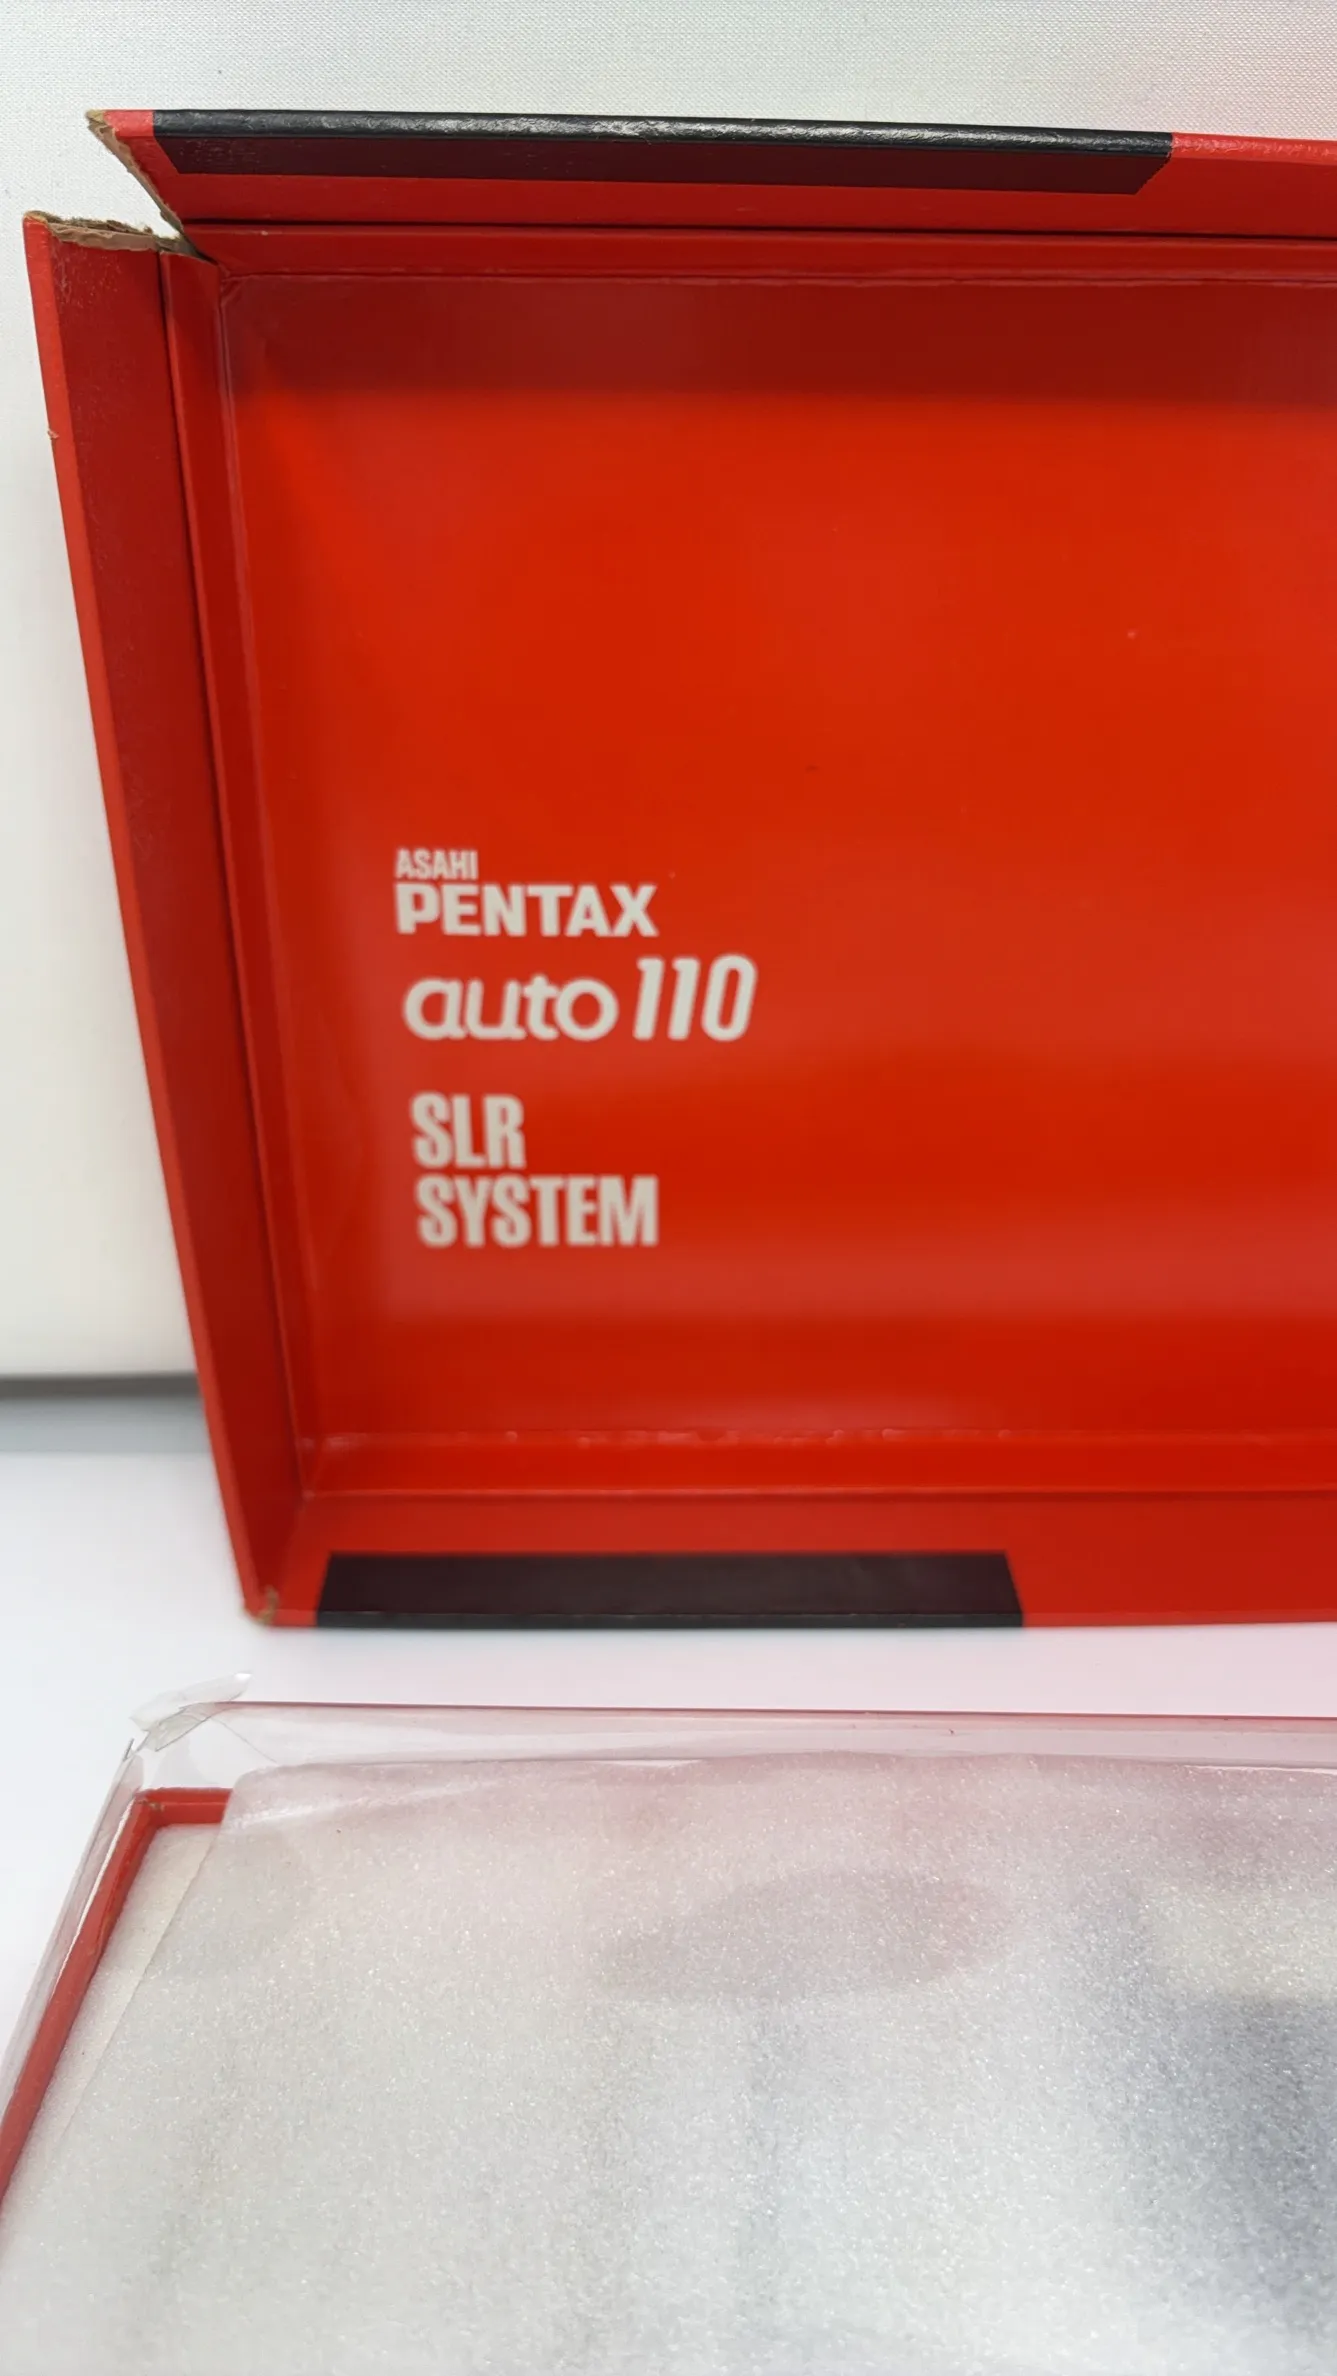 ASAHI
PENTAX
auto 110
SLR
SYSTEM